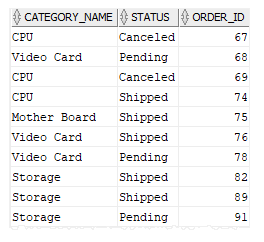 CATEGORY_NAME STATUS ORDER_ID
CPU Canceled 67
Video Card Pending 68
CPU Canceled 69
CPU Shipped 74
Mother Board Shipped 75
Video Card Shipped 76
Video Card Pending 78
Storage Shipped 82
Storage Shipped 89
Storage Pending 91